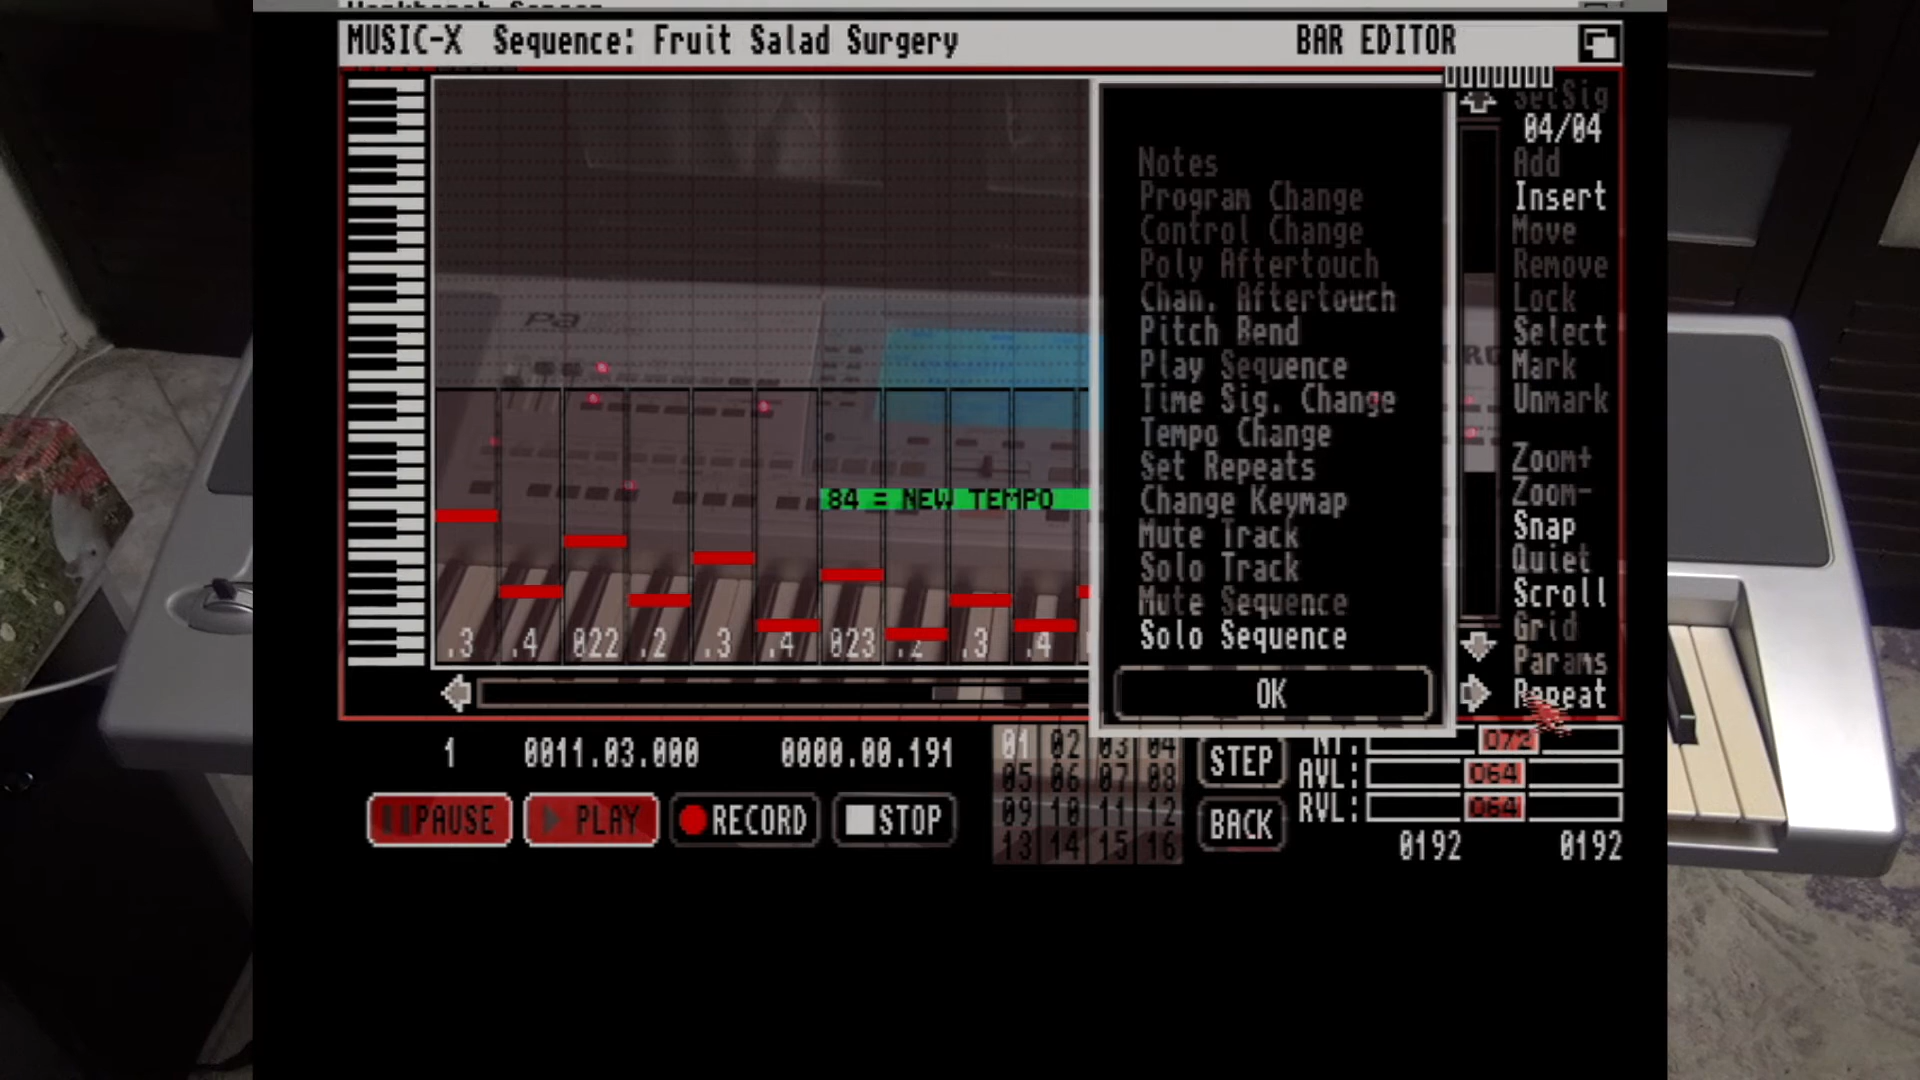 MUSIC-X Sequence: Fruit Salad Surgery BAR EDITOR
SetSig
04/04
Add
Insert
Move
Remove
Lock
Select
Mark
Unmark
Zoom+
Zoom-
Snap
Quiet
Scroll
Grid
Params
Repeat
Notes
Program Change
Control Change
Poly Aftertouch
Chan. Aftertouch
Pitch Bend
Play Sequence
Time Sig. Change
Tempo Change
Set Repeats
Change Keymap
Mute Track
Solo Track
Mute Sequence
Solo Sequence
OK
Pa
84 = NEW TEMPO
.3 .4 022 .2 .3 .4 023 .2 .3 .4
1 0011.03.000 0000.00.191
01 02 03 04
05 06 07 08
09 10 11 12
13 14 15 16
STEP
BACK
AVL: 064
RVL: 064
0192 0192
PAUSE PLAY RECORD STOP